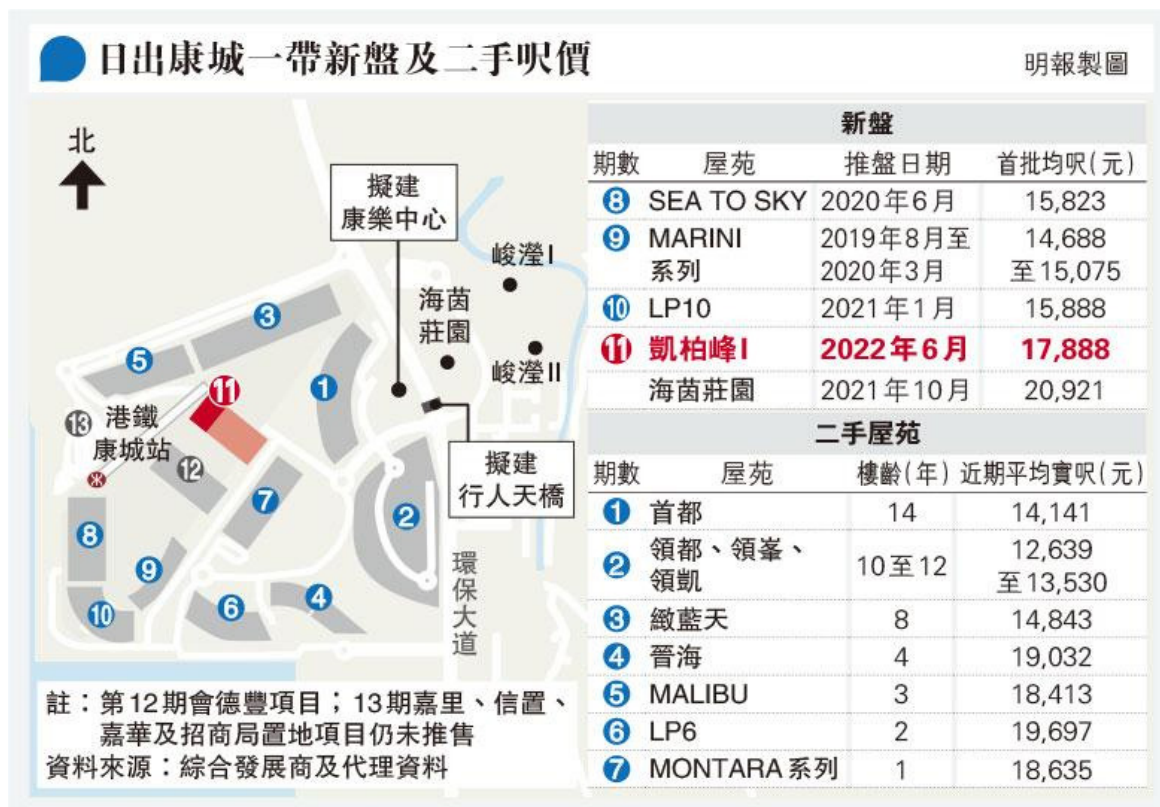 日出康城一帶新盤及二手呎價
明報製圖
北
擬建
康樂中心
峻瀅I
海茵
莊園
峻瀅II
3
5
1
11
13
港鐵
康城站
12
擬建
行人天橋
7
2
8
9
環保大道
10
6
4
註：第12期會德豐項目；13期嘉里、信置、
嘉華及招商局置地項目仍未推售
資料來源：綜合發展商及代理資料
新盤
期數 屋苑 推盤日期 首批均呎(元)
8 SEA TO SKY 2020年6月 15,823
9 MARINI 2019年8月至 14,688
系列 2020年3月 至15,075
10 LP10 2021年1月 15,888
11 凱柏峰I 2022年6月 17,888
海茵莊園 2021年10月 20,921
二手屋苑
期數 屋苑 樓齡(年) 近期平均實呎(元)
1 首都 14 14,141
2 領都、領峯、 10至12 12,639
領凱 至13,530
3 緻藍天 8 14,843
4 晉海 4 19,032
5 MALIBU 3 18,413
6 LP6 2 19,697
7 MONTARA系列 1 18,635